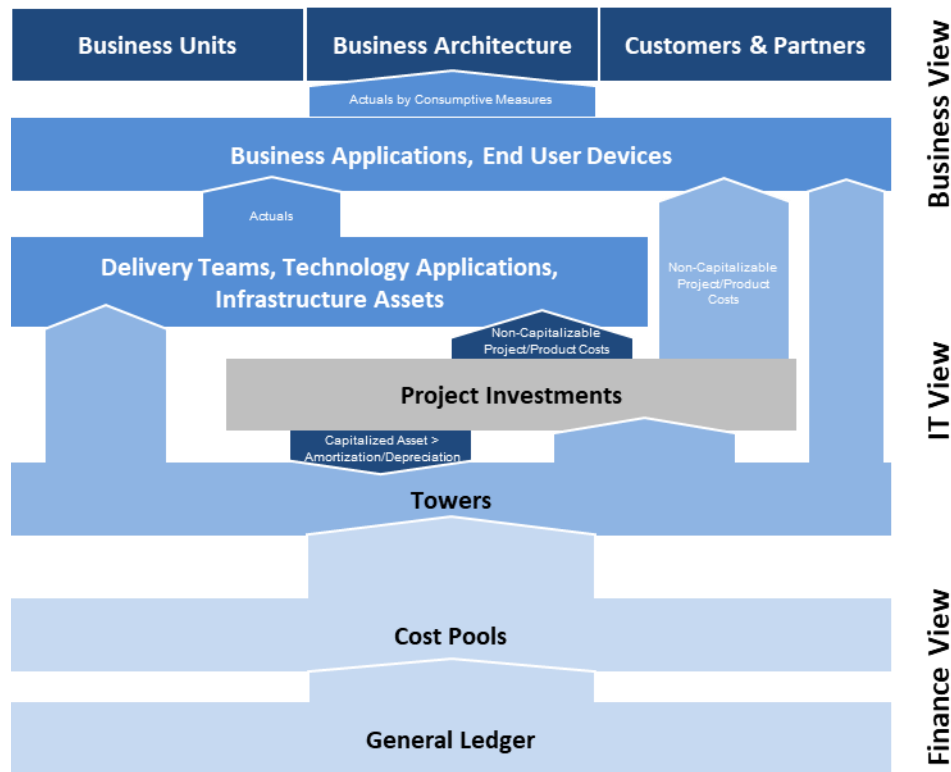 Business Units
Business Architecture
Customers & Partners
Actuals by Consumptive Measures
Business Applications, End User Devices
Actuals
Delivery Teams, Technology Applications,
Infrastructure Assets
Non-Capitalizable
Project/Product
Costs
Non-Capitalizable
Project/Product Costs
Project Investments
Capitalized Asset >
Amortization/Depreciation
Towers
Cost Pools
General Ledger
Business View
IT View
Finance View